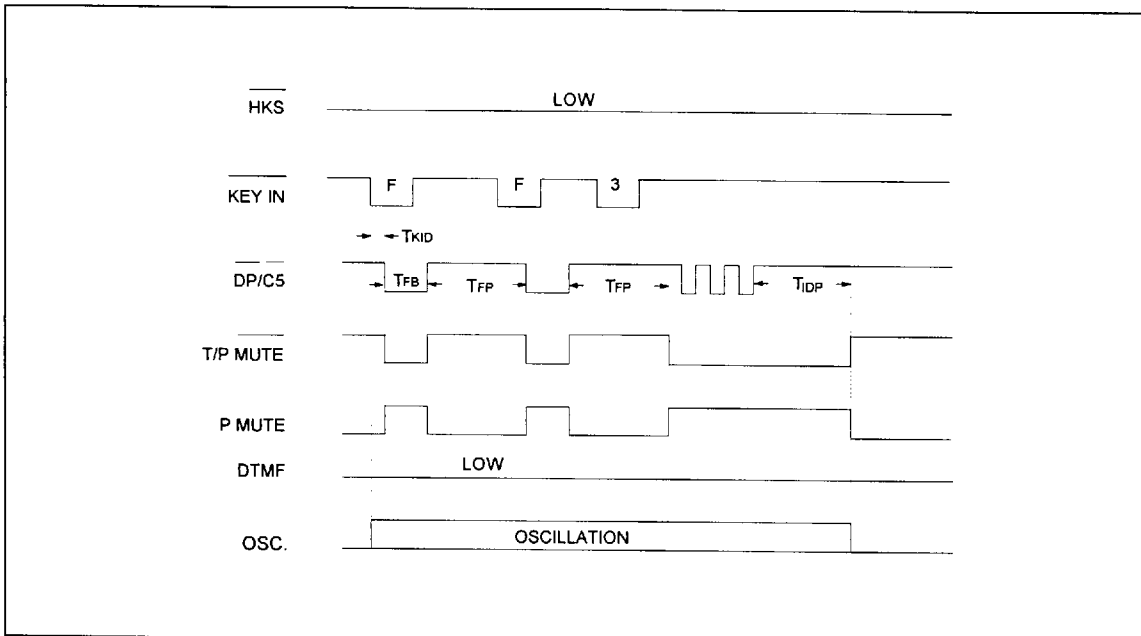 HKS LOW
KEY IN F F 3
TKID
DP/C5 TFB TFP TFP TIDP
T/P MUTE
P MUTE
DTMF LOW
OSC. OSCILLATION